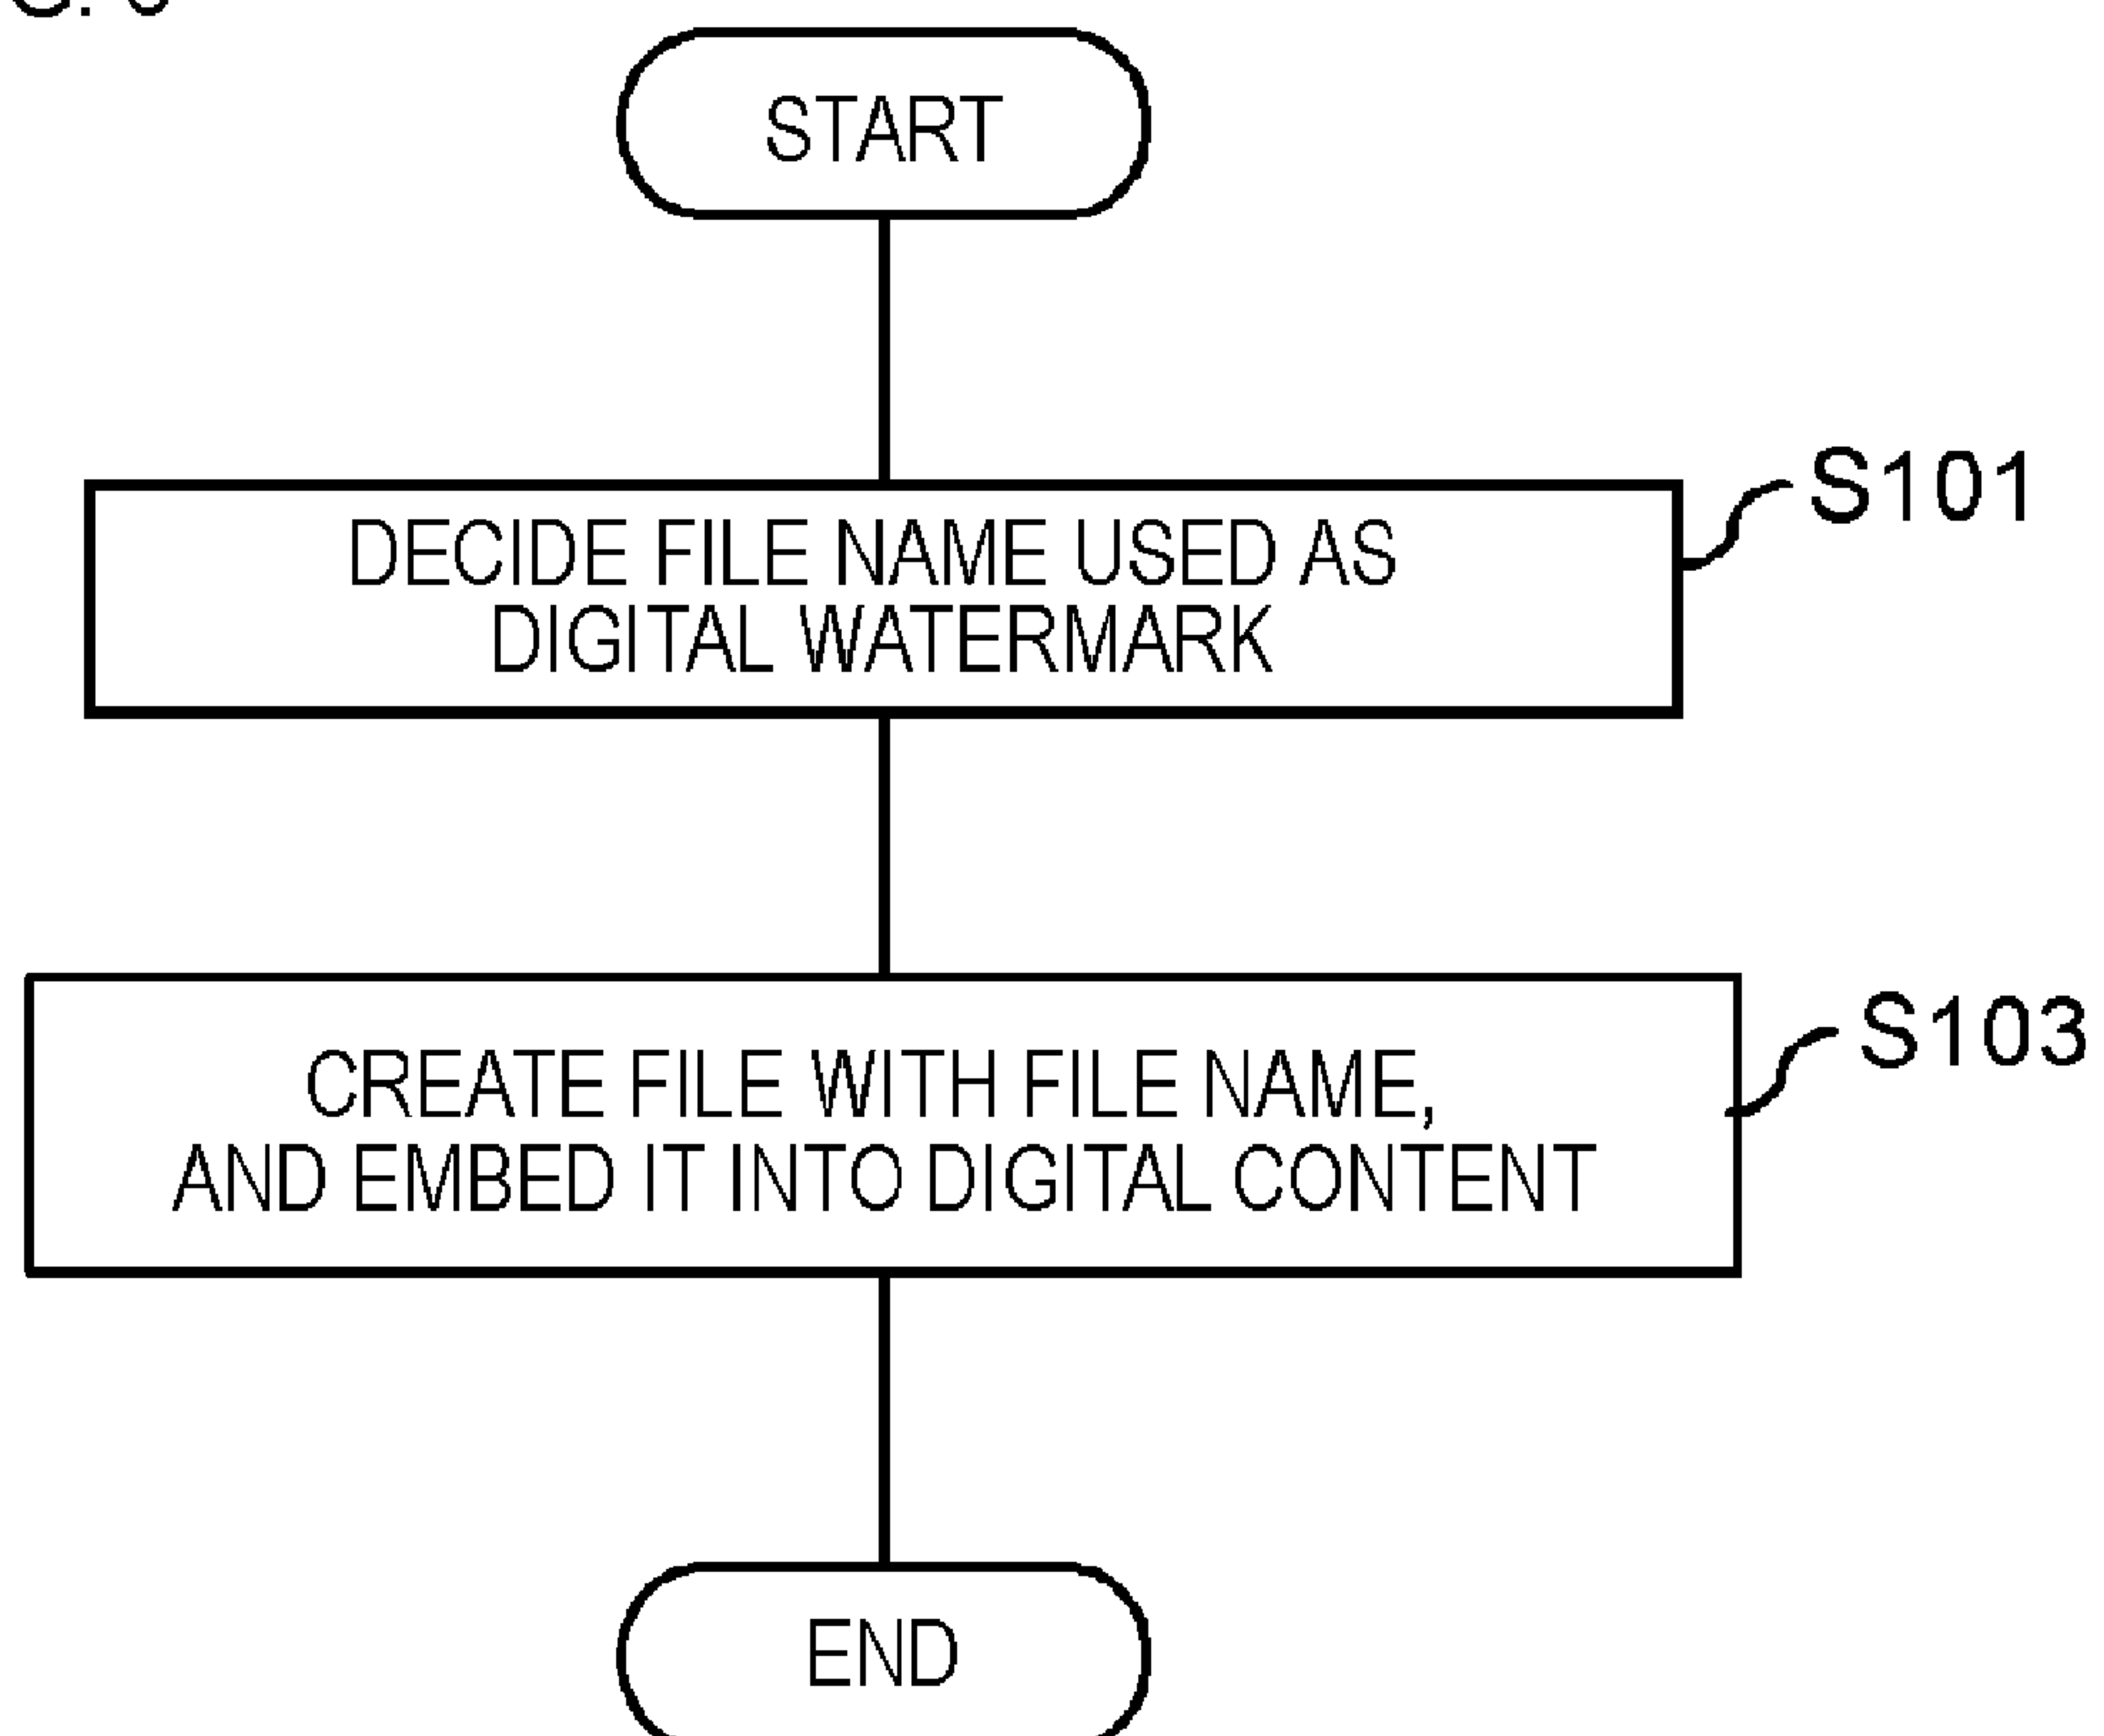 START
S101
DECIDE FILE NAME USED AS
DIGITAL WATERMARK
S103
CREATE FILE WITH FILE NAME,
AND EMBED IT INTO DIGITAL CONTENT
END